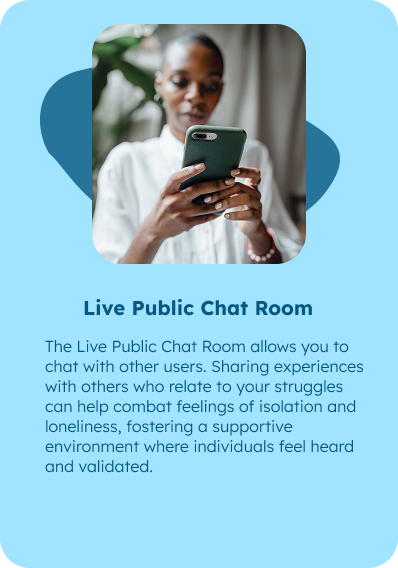 Live Public Chat Room
The Live Public Chat Room allows you to
chat with other users. Sharing experiences
with others who relate to your struggles
can help combat feelings of isolation and
loneliness, fostering a supportive
environment where individuals feel heard
and validated.